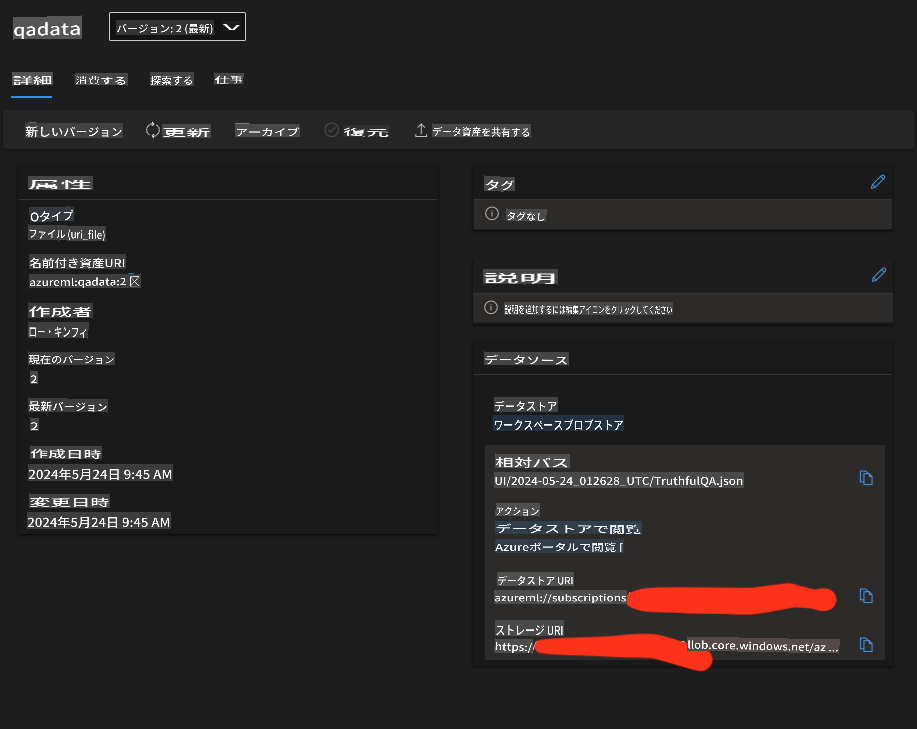 qadata
バージョン: 2 (最新)
詳細
消費する
探索する
仕事
新しいバージョン
更新
アーカイブ
復元
データ資産を共有する
属性
Oタイプ
ファイル (uri_file)
名前付き資産URI
azureml:qadata:2
作成者
ロー・キンフィ
現在のバージョン
2
最新バージョン
2
作成日時
2024年5月24日 9:45 AM
変更日時
2024年5月24日 9:45 AM
タグ
タグなし
説明
説明を追加するには編集アイコンをクリックしてください
データソース
データストア
ワークスペースブロブストア
相対パス
UI/2024-05-24_012628_UTC/TruthfulQA.json
アクション
データストアで閲覧
Azureポータルで閲覧 [
データストア URI
azureml://subscriptions
ストレージ URI
https:/ llob.core.windows.net/az ...